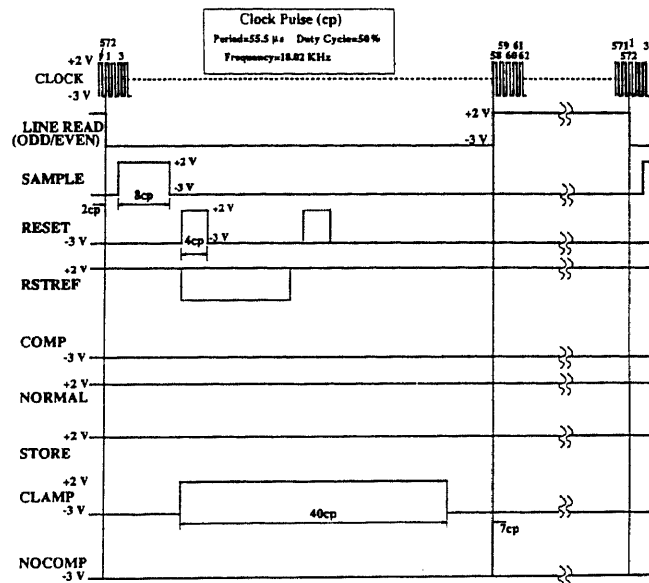 Clock Pulse (cp)
Period=55.5 µs Duty Cycle=50%
Frequency=18.02 KHz
572
1 3
59 61
58 60 62
571 1 3
572
+2 V
CLOCK
-3 V
+2 V
LINE READ
(ODD/EVEN)
-3 V
+2 V
SAMPLE
-3 V
8cp
2cp
+2 V
RESET
-3 V
4cp
-3 V
+2 V
RSTREF
COMP
-3 V
+2 V
NORMAL
+2 V
STORE
+2 V
CLAMP
-3 V
40cp
7cp
NOCOMP
-3 V